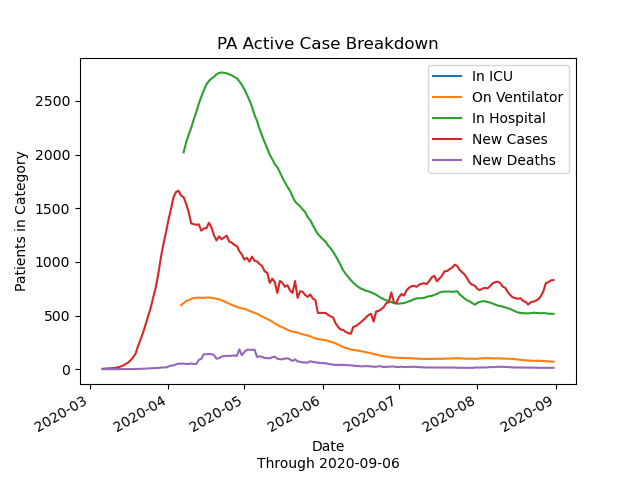 PA Active Case Breakdown
In ICU
On Ventilator
In Hospital
New Cases
New Deaths
Patients in Category
2500
2000
1500
1000
500
0
2020-03
2020-04
2020-05
2020-06
2020-07
2020-08
2020-09
Date
Through 2020-09-06